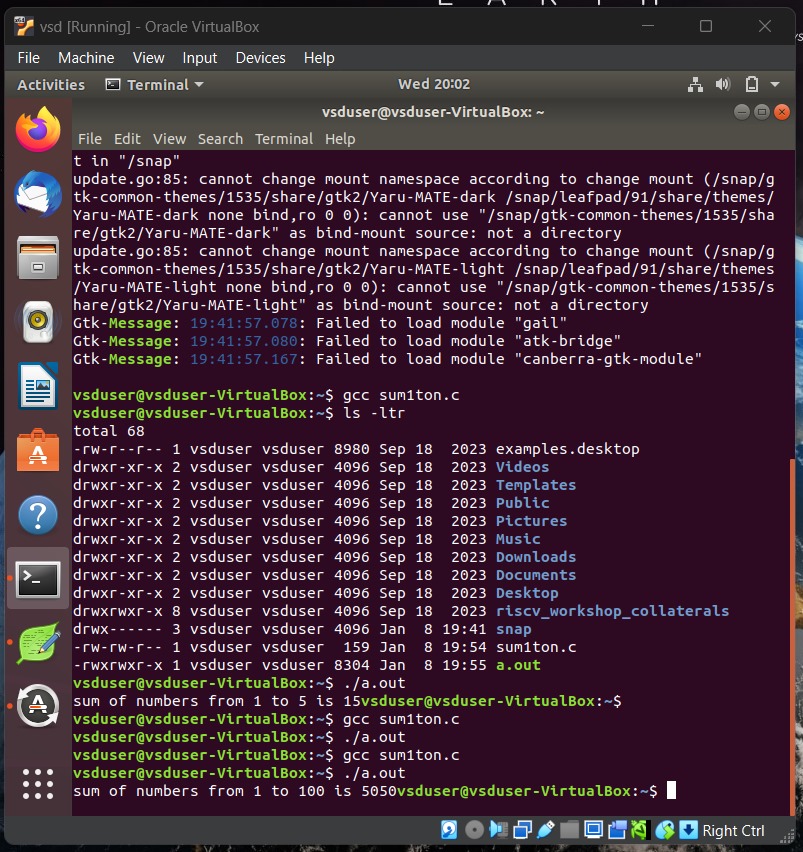 vsd [Running] - Oracle VirtualBox
File Machine View Input Devices Help
Activities Terminal Wed 20:02
vsduser@vsduser-VirtualBox: ~
File Edit View Search Terminal Help
t in "/snap"
update.go:85: cannot change mount namespace according to change mount (/snap/g
tk-common-themes/1535/share/gtk2/Yaru-MATE-dark /snap/leafpad/91/share/themes/
Yaru-MATE-dark none bind,ro 0 0): cannot use "/snap/gtk-common-themes/1535/sha
re/gtk2/Yaru-MATE-dark" as bind-mount source: not a directory
update.go:85: cannot change mount namespace according to change mount (/snap/g
tk-common-themes/1535/share/gtk2/Yaru-MATE-light /snap/leafpad/91/share/themes
/Yaru-MATE-light none bind,ro 0 0): cannot use "/snap/gtk-common-themes/1535/s
hare/gtk2/Yaru-MATE-light" as bind-mount source: not a directory
Gtk-Message: 19:41:57.078: Failed to load module "gail"
Gtk-Message: 19:41:57.080: Failed to load module "atk-bridge"
Gtk-Message: 19:41:57.167: Failed to load module "canberra-gtk-module"
vsduser@vsduser-VirtualBox:~$ gcc sum1ton.c
vsduser@vsduser-VirtualBox:~$ ls -ltr
total 68
-rw-r--r-- 1 vsduser vsduser 8980 Sep 18  2023 examples.desktop
drwxr-xr-x 2 vsduser vsduser 4096 Sep 18  2023 Videos
drwxr-xr-x 2 vsduser vsduser 4096 Sep 18  2023 Templates
drwxr-xr-x 2 vsduser vsduser 4096 Sep 18  2023 Public
drwxr-xr-x 2 vsduser vsduser 4096 Sep 18  2023 Pictures
drwxr-xr-x 2 vsduser vsduser 4096 Sep 18  2023 Music
drwxr-xr-x 2 vsduser vsduser 4096 Sep 18  2023 Downloads
drwxr-xr-x 2 vsduser vsduser 4096 Sep 18  2023 Documents
drwxr-xr-x 2 vsduser vsduser 4096 Sep 18  2023 Desktop
drwxrwxr-x 8 vsduser vsduser 4096 Sep 18  2023 riscv_workshop_collaterals
drwx------ 3 vsduser vsduser 4096 Jan  8 19:41 snap
-rw-rw-r-- 1 vsduser vsduser  159 Jan  8 19:54 sum1ton.c
-rwxrwxr-x 1 vsduser vsduser 8304 Jan  8 19:55 a.out
vsduser@vsduser-VirtualBox:~$ ./a.out
sum of numbers from 1 to 5 is 15vsduser@vsduser-VirtualBox:~$
vsduser@vsduser-VirtualBox:~$ gcc sum1ton.c
vsduser@vsduser-VirtualBox:~$ ./a.out
vsduser@vsduser-VirtualBox:~$ gcc sum1ton.c
vsduser@vsduser-VirtualBox:~$ ./a.out
sum of numbers from 1 to 100 is 5050vsduser@vsduser-VirtualBox:~$
Right Ctrl